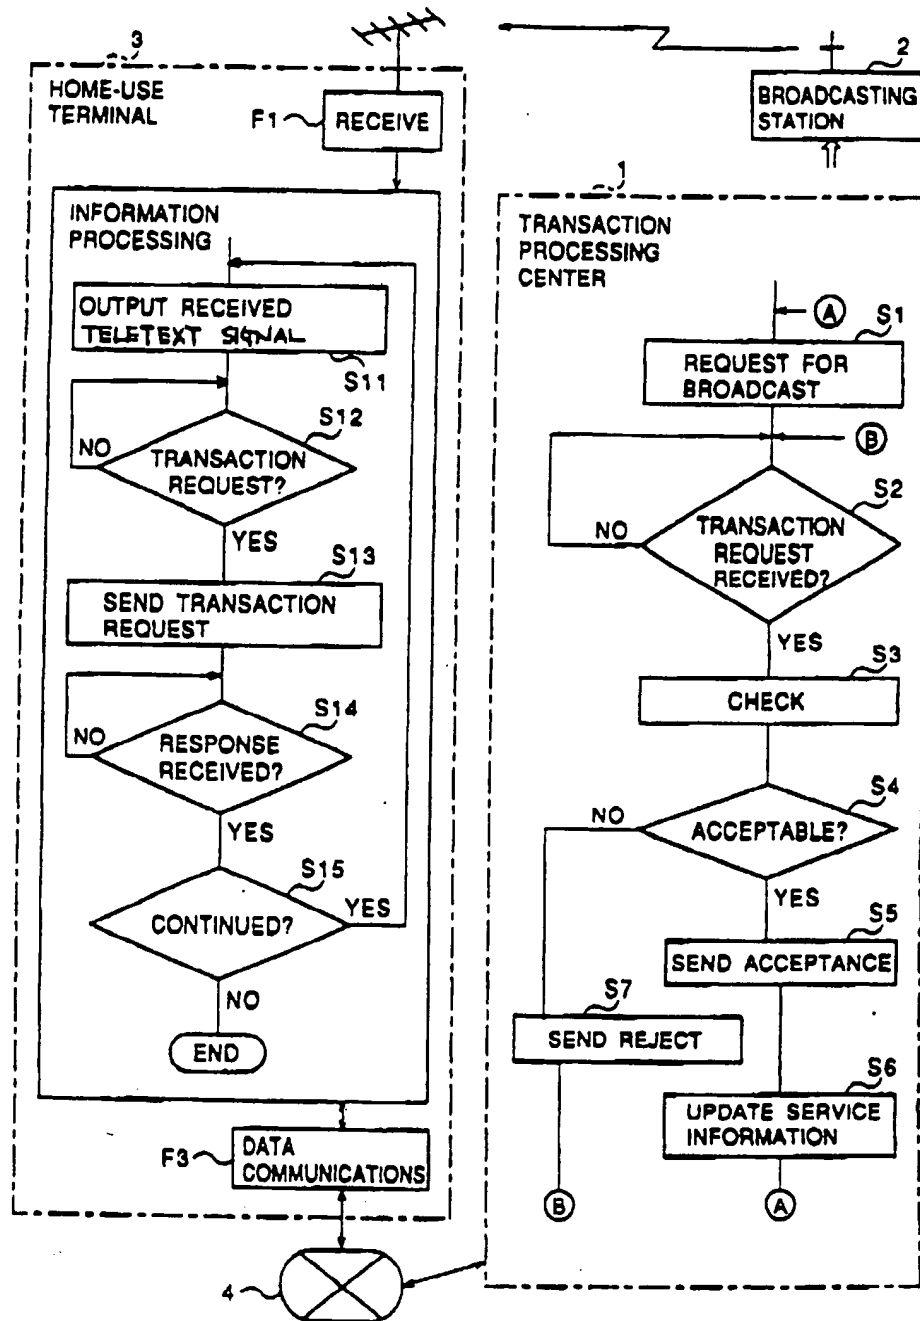 3
HOME-USE
TERMINAL
F1
RECEIVE
2
BROADCASTING
STATION
INFORMATION
PROCESSING
OUTPUT RECEIVED
TELETEXT SIGNAL
S11
S12
NO
TRANSACTION
REQUEST?
YES
S13
SEND TRANSACTION
REQUEST
S14
NO
RESPONSE
RECEIVED?
YES
S15
CONTINUED?
YES
NO
END
F3
DATA
COMMUNICATIONS
4
1
TRANSACTION
PROCESSING
CENTER
A
S1
REQUEST FOR
BROADCAST
B
S2
NO
TRANSACTION
REQUEST
RECEIVED?
YES
S3
CHECK
S4
NO
ACCEPTABLE?
YES
S5
SEND ACCEPTANCE
S7
SEND REJECT
S6
UPDATE SERVICE
INFORMATION
B
A